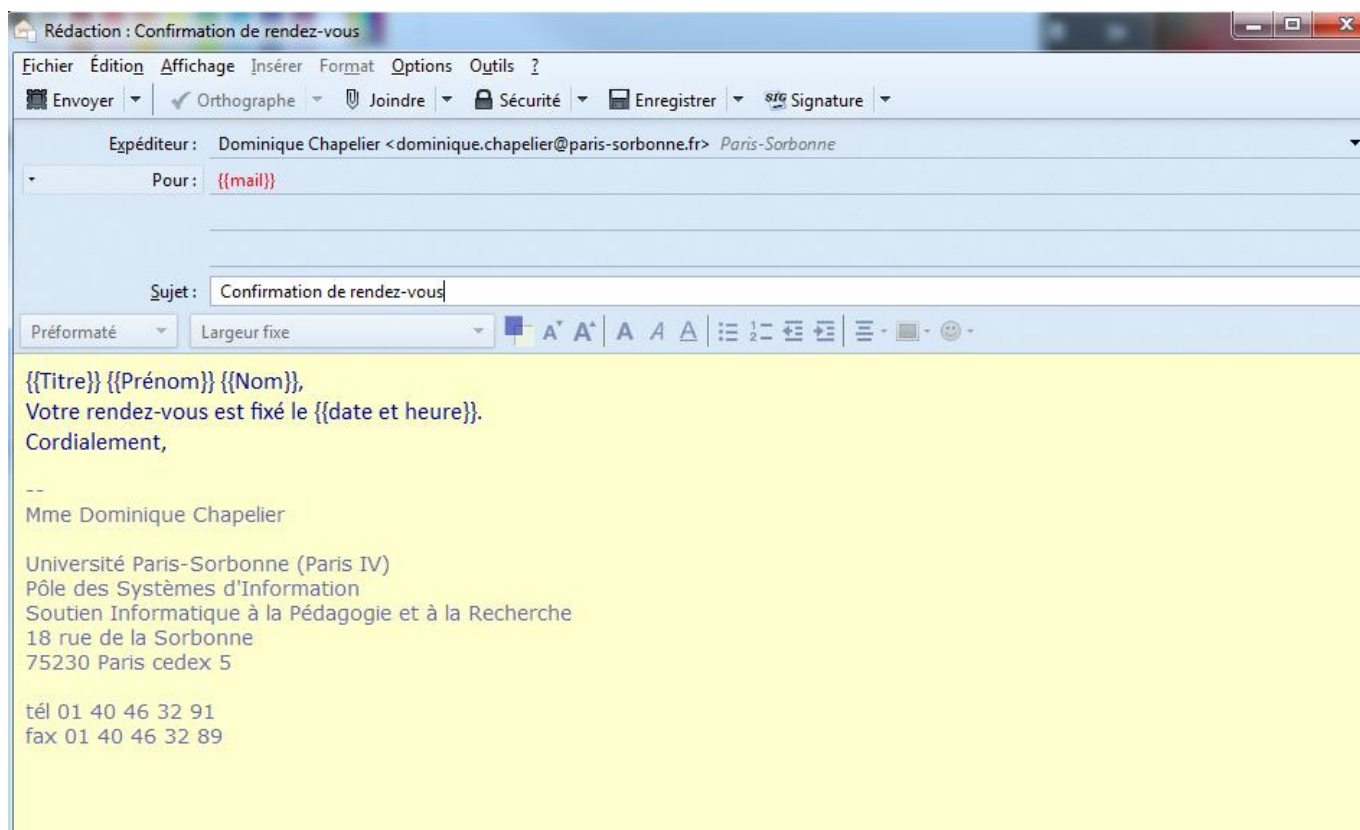 Rédaction : Confirmation de rendez-vous
Fichier Édition Affichage Insérer Format Options Outils ?
Envoyer Orthographe Joindre Sécurité Enregistrer SIG Signature
Expéditeur : Dominique Chapelier <dominique.chapelier@paris-sorbonne.fr> Paris-Sorbonne
Pour : {{mail}}
Sujet : Confirmation de rendez-vous
Préformaté Largeur fixe
{{Titre}} {{Prénom}} {{Nom}},
Votre rendez-vous est fixé le {{date et heure}}.
Cordialement,
--
Mme Dominique Chapelier
Université Paris-Sorbonne (Paris IV)
Pôle des Systèmes d'Information
Soutien Informatique à la Pédagogie et à la Recherche
18 rue de la Sorbonne
75230 Paris cedex 5
tél 01 40 46 32 91
fax 01 40 46 32 89